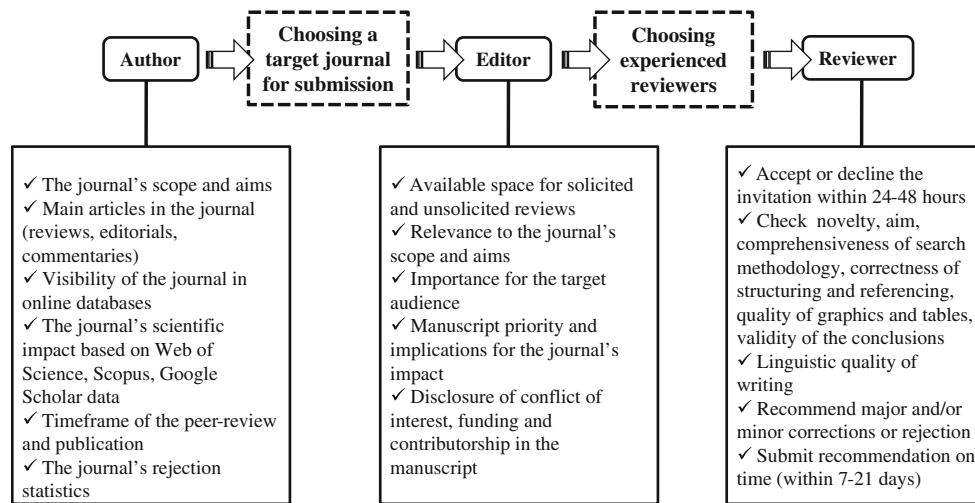 Author
Choosing a
target journal
for submission
Editor
Choosing
experienced
reviewers
Reviewer
✓ The journal's scope and aims
✓ Main articles in the journal
(reviews, editorials,
commentaries)
✓ Visibility of the journal in
online databases
✓ The journal's scientific
impact based on Web of
Science, Scopus, Google
Scholar data
✓ Timeframe of the peer-review
and publication
✓ The journal's rejection
statistics
✓ Available space for solicited
and unsolicited reviews
✓ Relevance to the journal's
scope and aims
✓ Importance for the target
audience
✓ Manuscript priority and
implications for the journal's
impact
✓ Disclosure of conflict of
interest, funding and
contributorship in the
manuscript
✓ Accept or decline the
invitation within 24-48 hours
✓ Check novelty, aim,
comprehensiveness of search
methodology, correctness of
structuring and referencing,
quality of graphics and tables,
validity of the conclusions
✓ Linguistic quality of
writing
✓ Recommend major and/or
minor corrections or rejection
✓ Submit recommendation on
time (within 7-21 days)